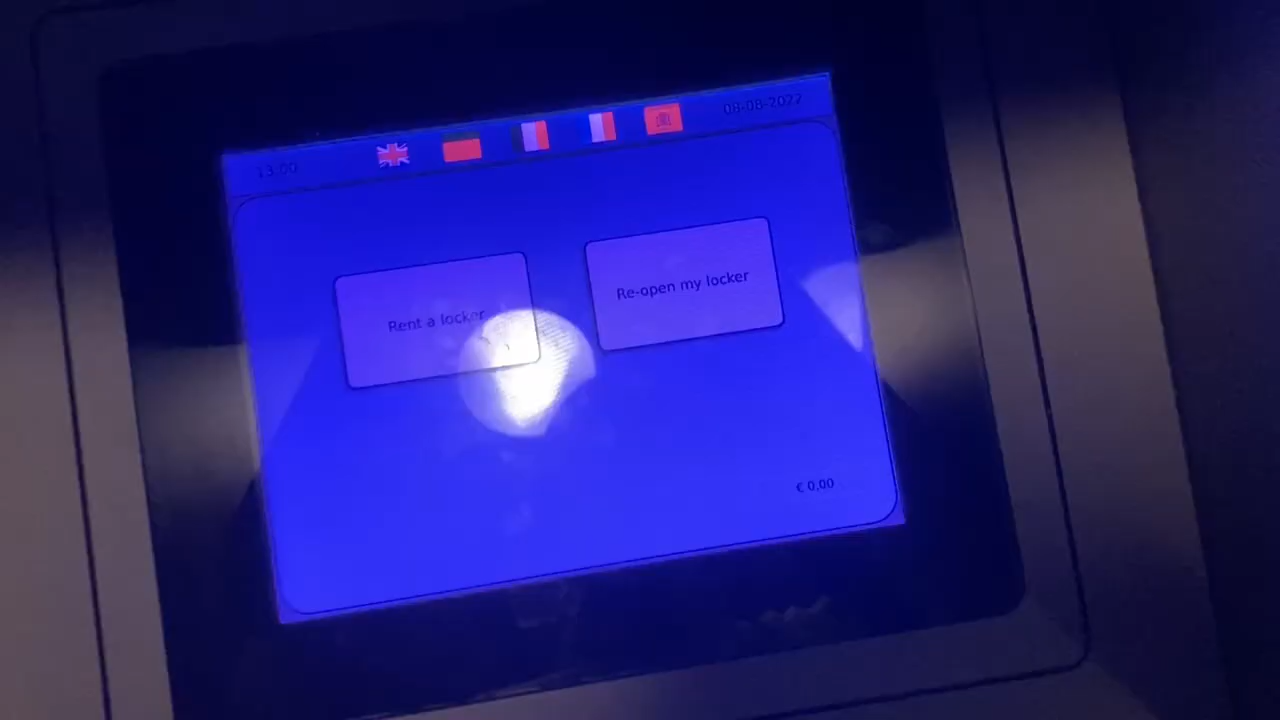 13:00
08-08-2022
Rent a locker
Re-open my locker
€ 0,00